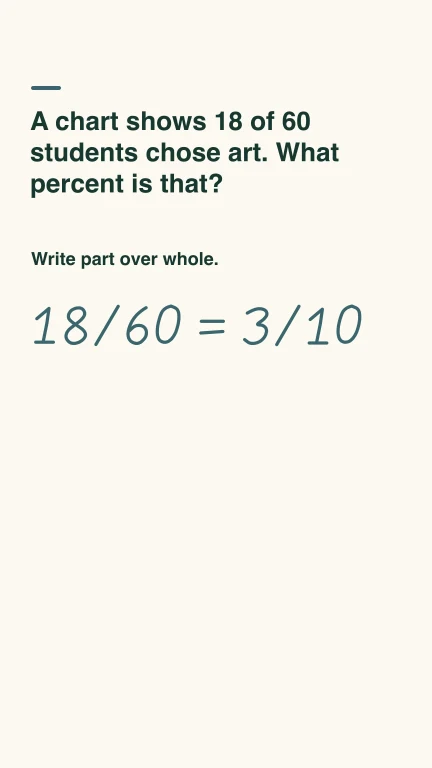 A chart shows 18 of 60
students chose art. What
percent is that?
Write part over whole.
18/60 = 3/10